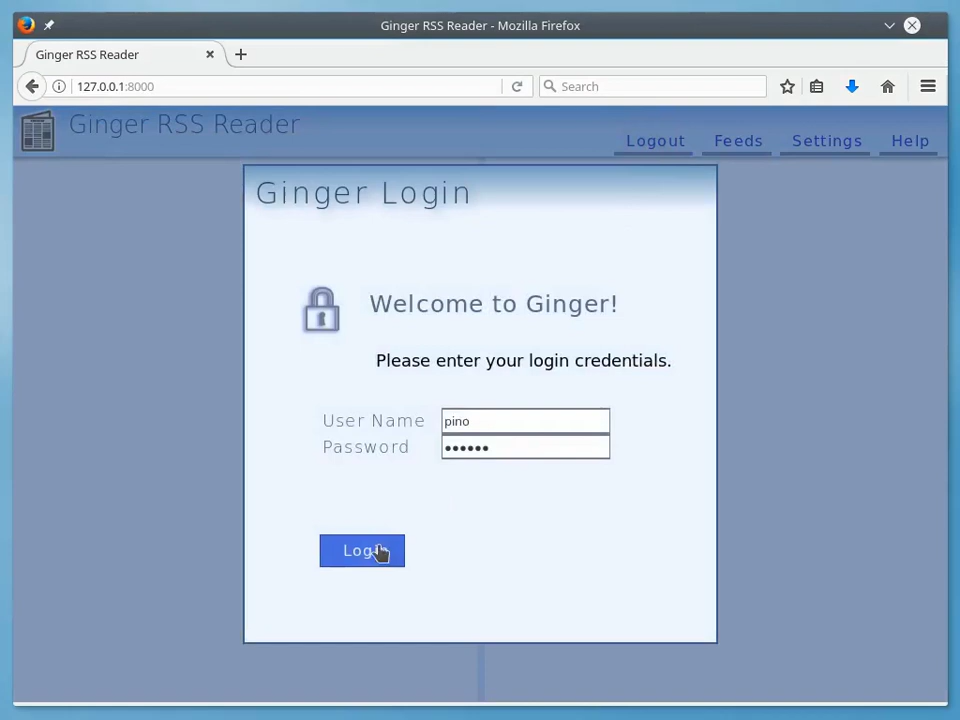 Ginger RSS Reader - Mozilla Firefox
Ginger RSS Reader
127.0.0.1:8000
Search
Ginger RSS Reader
Logout Feeds Settings Help
Ginger Login
Welcome to Ginger!
Please enter your login credentials.
User Name pino
Password ••••••
Login